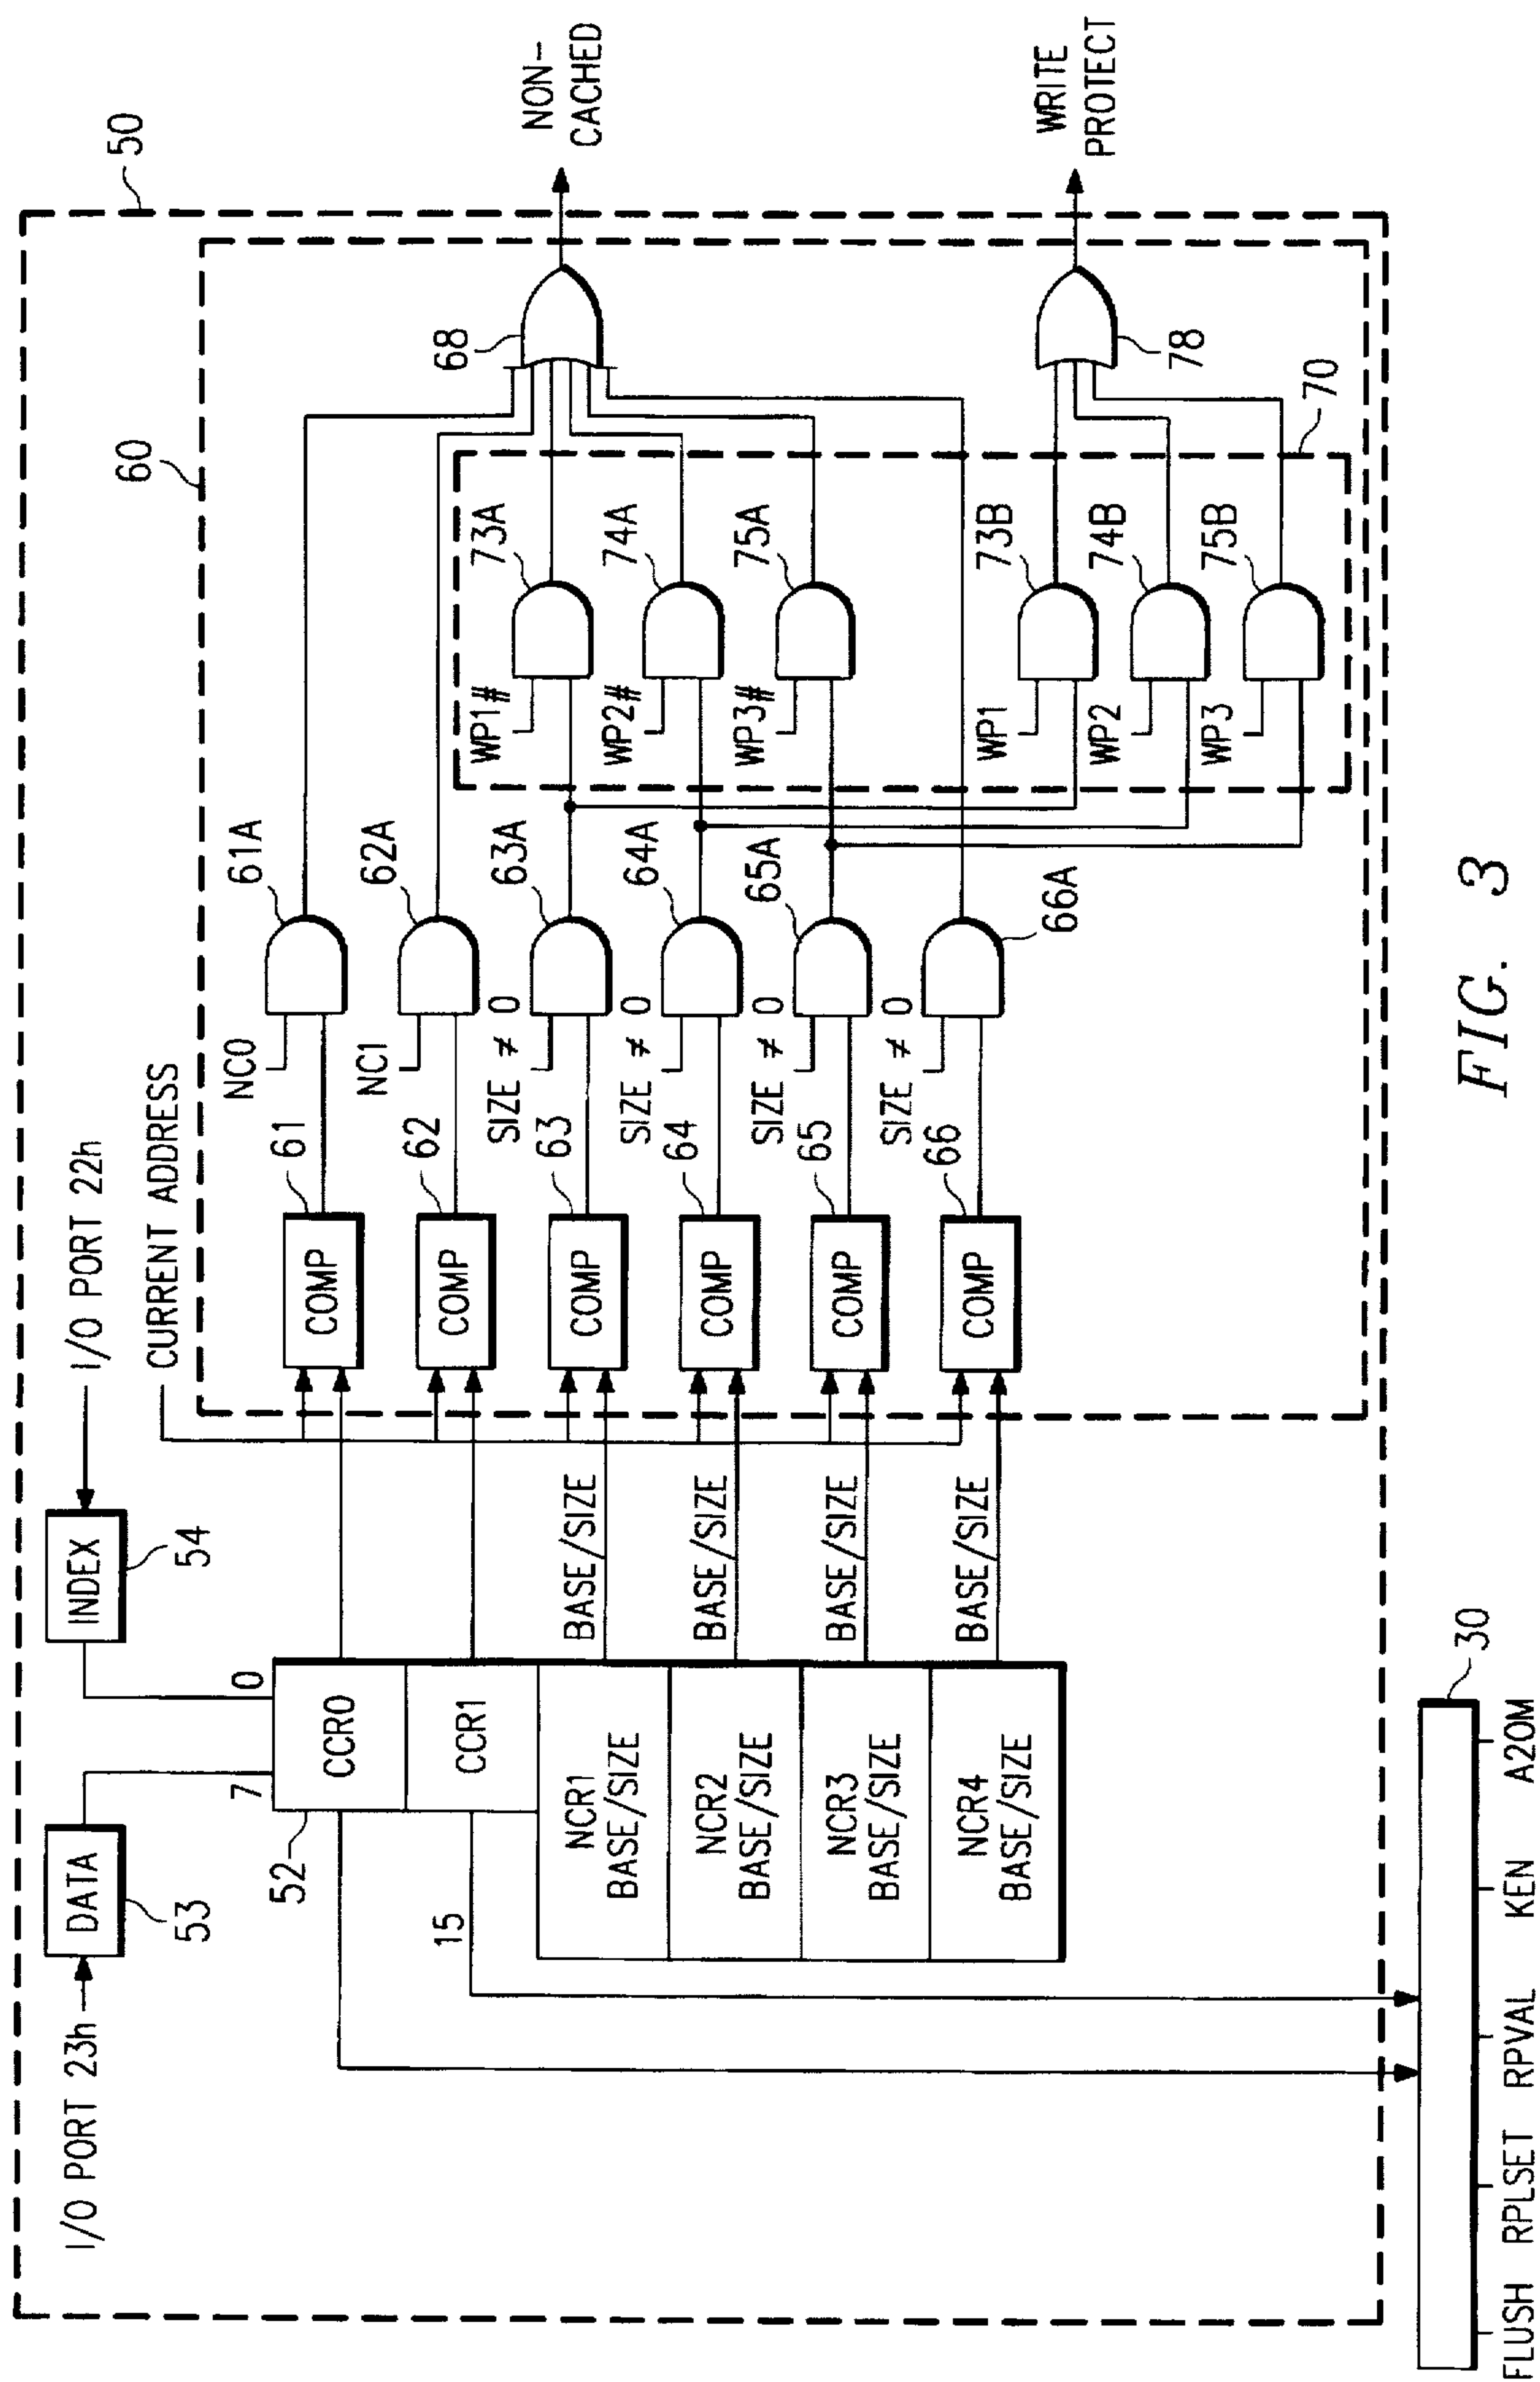 I/O PORT 23h
DATA
53
INDEX
54
I/O PORT 22h
50
CURRENT ADDRESS
60
7
0
52
CCR0
CCR1
15
NCR1
BASE/SIZE
NCR2
BASE/SIZE
NCR3
BASE/SIZE
NCR4
BASE/SIZE
BASE/SIZE
BASE/SIZE
BASE/SIZE
BASE/SIZE
COMP
61
COMP
62
COMP
63
COMP
64
COMP
65
COMP
66
NC0
61A
NC1
62A
SIZE ≠ 0
63A
SIZE ≠ 0
64A
SIZE ≠ 0
65A
SIZE ≠ 0
66A
WP1#
73A
WP2#
74A
WP3#
75A
WP1
73B
WP2
74B
WP3
75B
68
NON-
CACHED
78
WRITE
PROTECT
70
30
FLUSH RPLSET RPVAL KEN A20M
FIG. 3